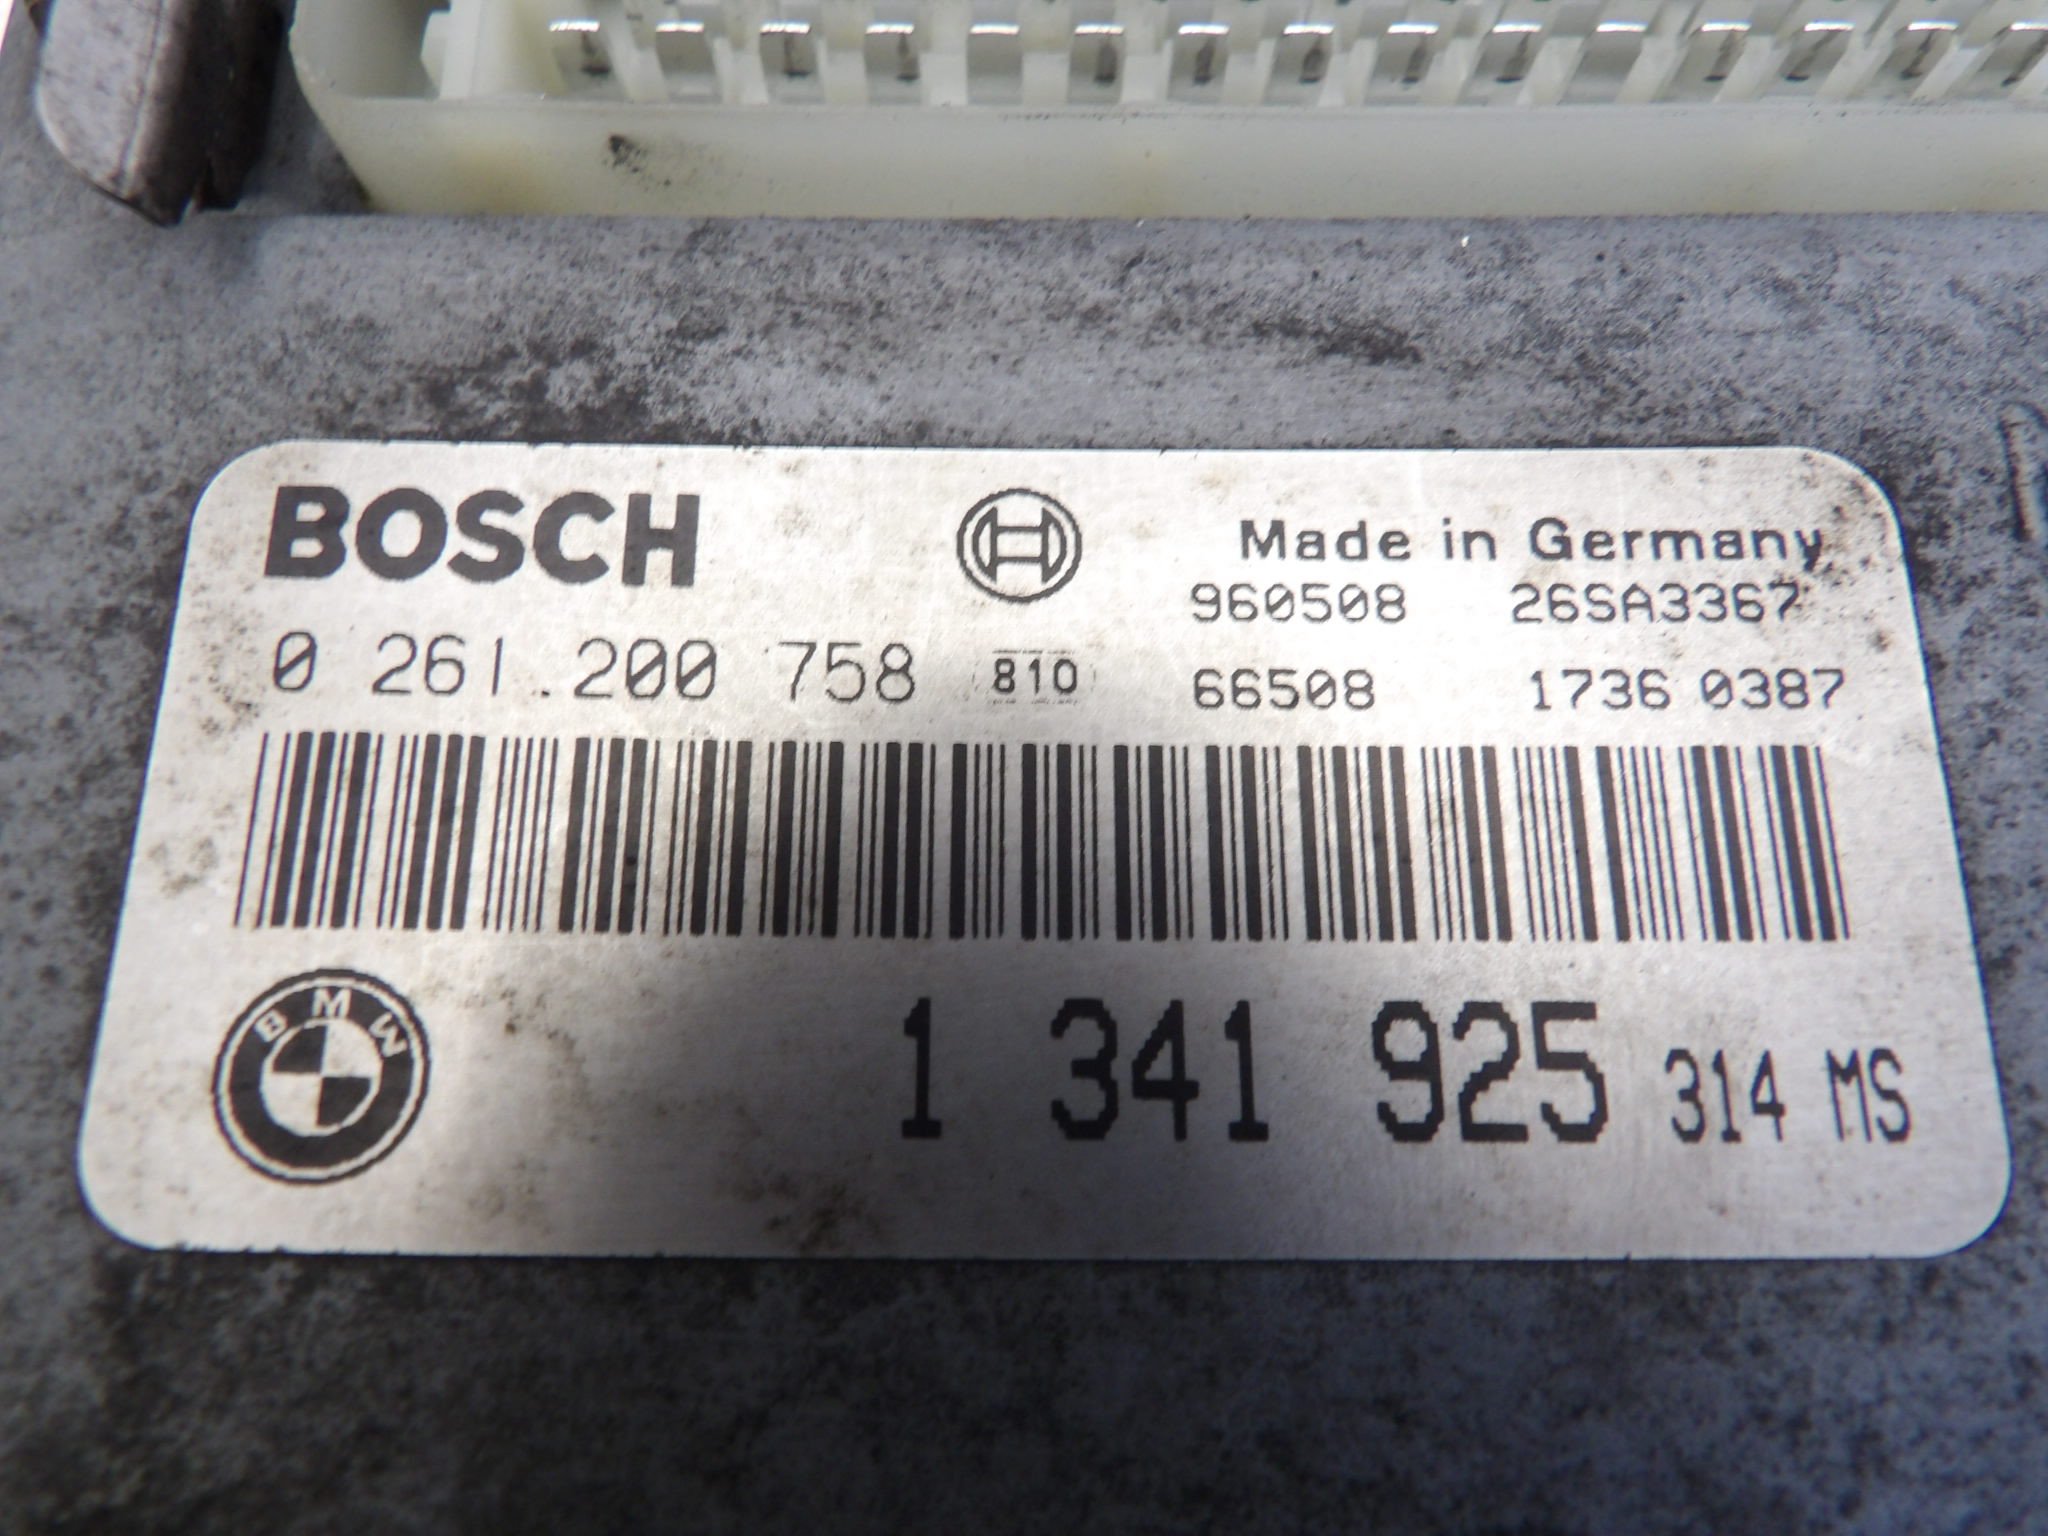 BOSCH
Made in Germany
960508 26SA3367
0 261.200 758 810 66508 1736 0387
BMW
1 341 925 314 MS